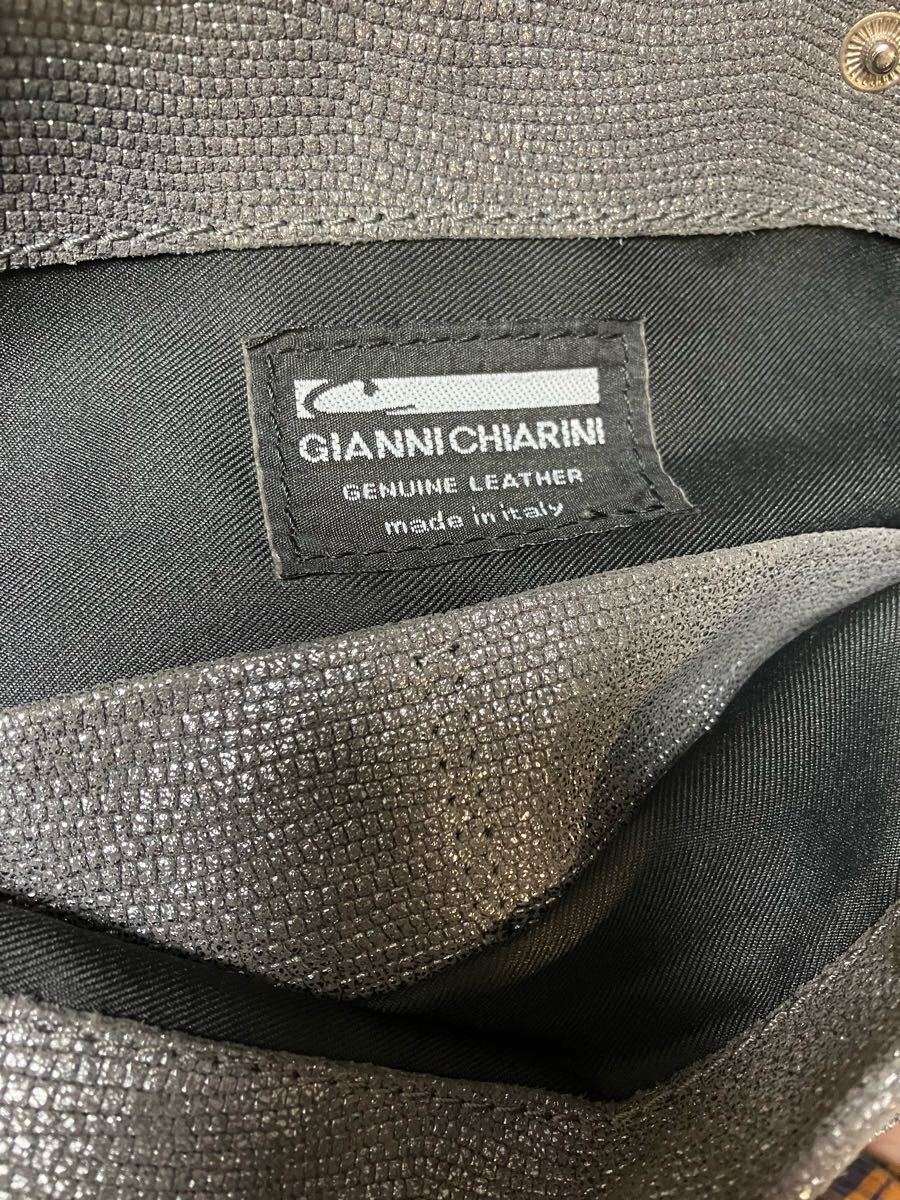 GIANNI CHIARINI
GENUINE LEATHER
made in italy